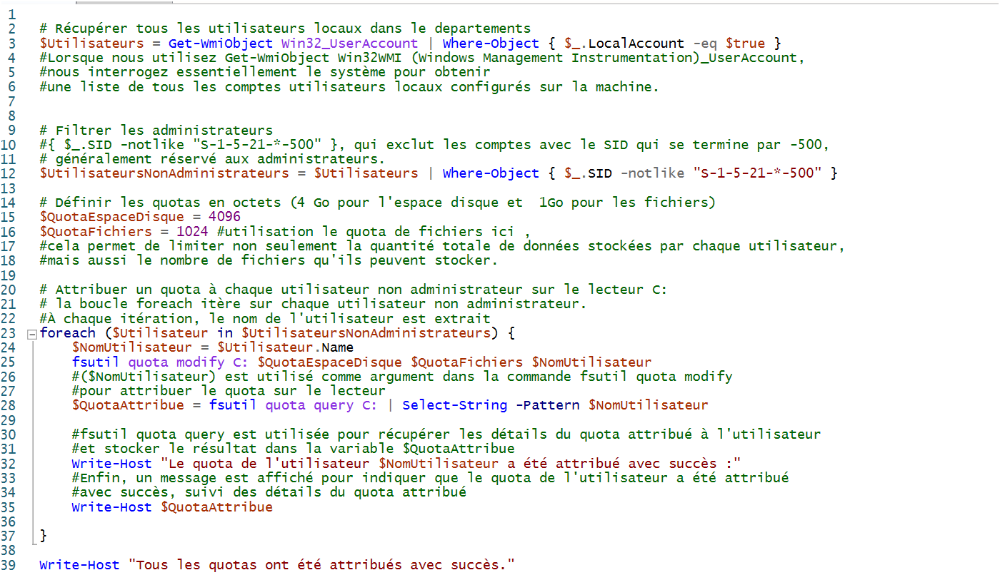 1
2 # Récupérer tous les utilisateurs locaux dans le departements
3 $Utilisateurs = Get-WmiObject Win32_UserAccount | Where-Object { $_.LocalAccount -eq $true }
4 #Lorsque nous utilisez Get-WmiObject Win32WMI (Windows Management Instrumentation)_UserAccount,
5 #nous interrogez essentiellement le système pour obtenir
6 #une liste de tous les comptes utilisateurs locaux configurés sur la machine.
7
8
9 # Filtrer les administrateurs
10 #{ $_.SID -notlike "S-1-5-21-*-500" }, qui exclut les comptes avec le SID qui se termine par -500,
11 # généralement réservé aux administrateurs.
12 $UtilisateursNonAdministrateurs = $Utilisateurs | Where-Object { $_.SID -notlike "S-1-5-21-*-500" }
13
14 # Définir les quotas en octets (4 Go pour l'espace disque et  1Go pour les fichiers)
15 $QuotaEspaceDisque = 4096
16 $QuotaFichiers = 1024 #utilisation le quota de fichiers ici ,
17 #cela permet de limiter non seulement la quantité totale de données stockées par chaque utilisateur,
18 #mais aussi le nombre de fichiers qu'ils peuvent stocker.
19
20 # Attribuer un quota à chaque utilisateur non administrateur sur le lecteur C:
21 # la boucle foreach itère sur chaque utilisateur non administrateur.
22 #À chaque itération, le nom de l'utilisateur est extrait
23 foreach ($Utilisateur in $UtilisateursNonAdministrateurs) {
24 $NomUtilisateur = $Utilisateur.Name
25 fsutil quota modify C: $QuotaEspaceDisque $QuotaFichiers $NomUtilisateur
26 #($NomUtilisateur) est utilisé comme argument dans la commande fsutil quota modify
27 #pour attribuer le quota sur le lecteur
28 $QuotaAttribue = fsutil quota query C: | Select-String -Pattern $NomUtilisateur
29
30 #fsutil quota query est utilisée pour récupérer les détails du quota attribué à l'utilisateur
31 #et stocker le résultat dans la variable $QuotaAttribue
32 Write-Host "Le quota de l'utilisateur $NomUtilisateur a été attribué avec succès :"
33 #Enfin, un message est affiché pour indiquer que le quota de l'utilisateur a été attribué
34 #avec succès, suivi des détails du quota attribué
35 Write-Host $QuotaAttribue
36
37 }
38
39 Write-Host "Tous les quotas ont été attribués avec succès."